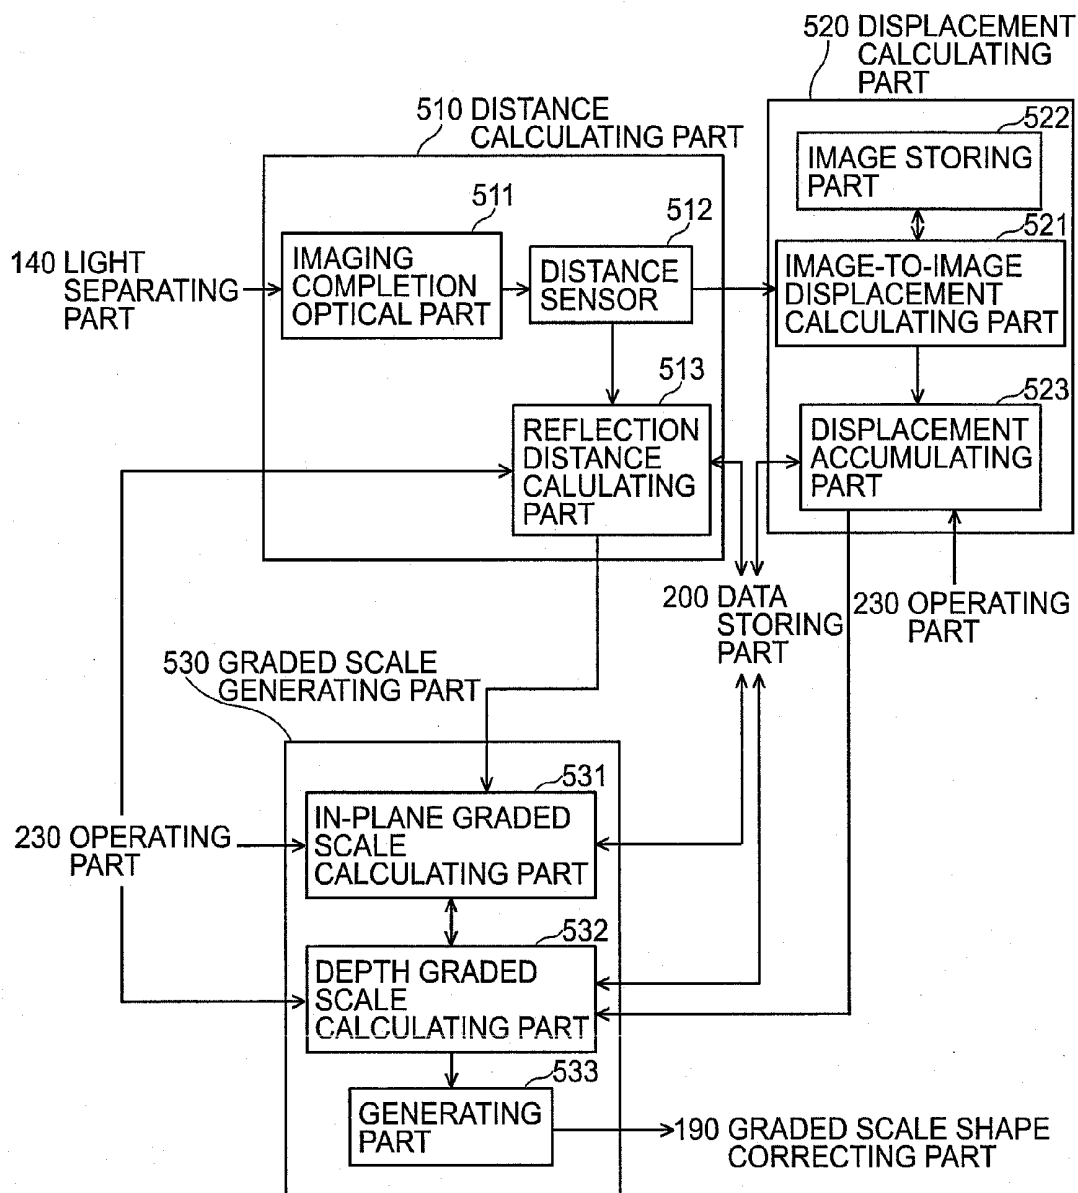 520 DISPLACEMENT
CALCULATING
PART
510 DISTANCE
CALCULATING PART
522
IMAGE STORING
PART
511
512
521
140 LIGHT
SEPARATING
PART
IMAGING
COMPLETION
OPTICAL PART
DISTANCE
SENSOR
IMAGE-TO-IMAGE
DISPLACEMENT
CALCULATING PART
513
523
REFLECTION
DISTANCE
CALULATING
PART
DISPLACEMENT
ACCUMULATING
PART
200 DATA
STORING
PART
230 OPERATING
PART
530 GRADED SCALE
GENERATING PART
531
IN-PLANE GRADED
SCALE
CALCULATING PART
230 OPERATING
PART
532
DEPTH GRADED
SCALE
CALCULATING PART
533
GENERATING
PART
190 GRADED SCALE SHAPE
CORRECTING PART